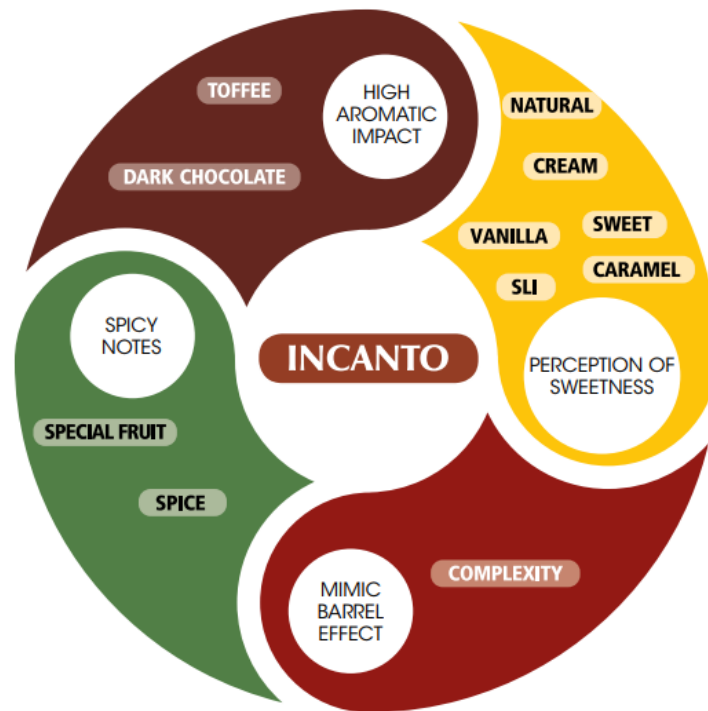 TOFFEE
DARK CHOCOLATE
HIGH
AROMATIC
IMPACT
NATURAL
CREAM
VANILLA
SWEET
SLI
CARAMEL
PERCEPTION OF
SWEETNESS
INCANTO
SPICY
NOTES
SPECIAL FRUIT
SPICE
MIMIC
BARREL
EFFECT
COMPLEXITY